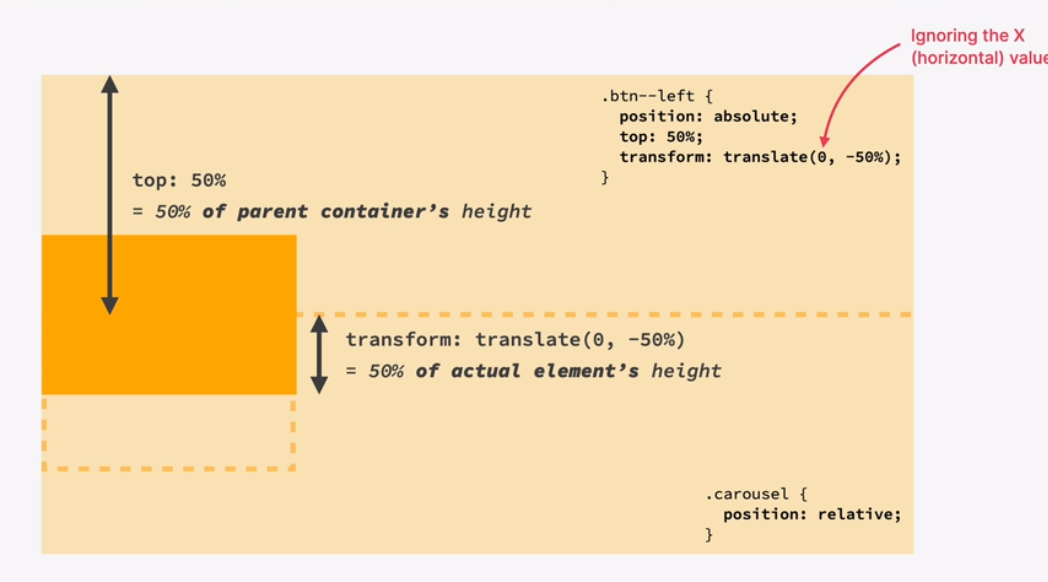 Ignoring the X
(horizontal) value
.btn--left {
position: absolute;
top: 50%;
transform: translate(0, -50%);
}
top: 50%
= 50% of parent container’s height
transform: translate(0, -50%)
= 50% of actual element’s height
.carousel {
position: relative;
}